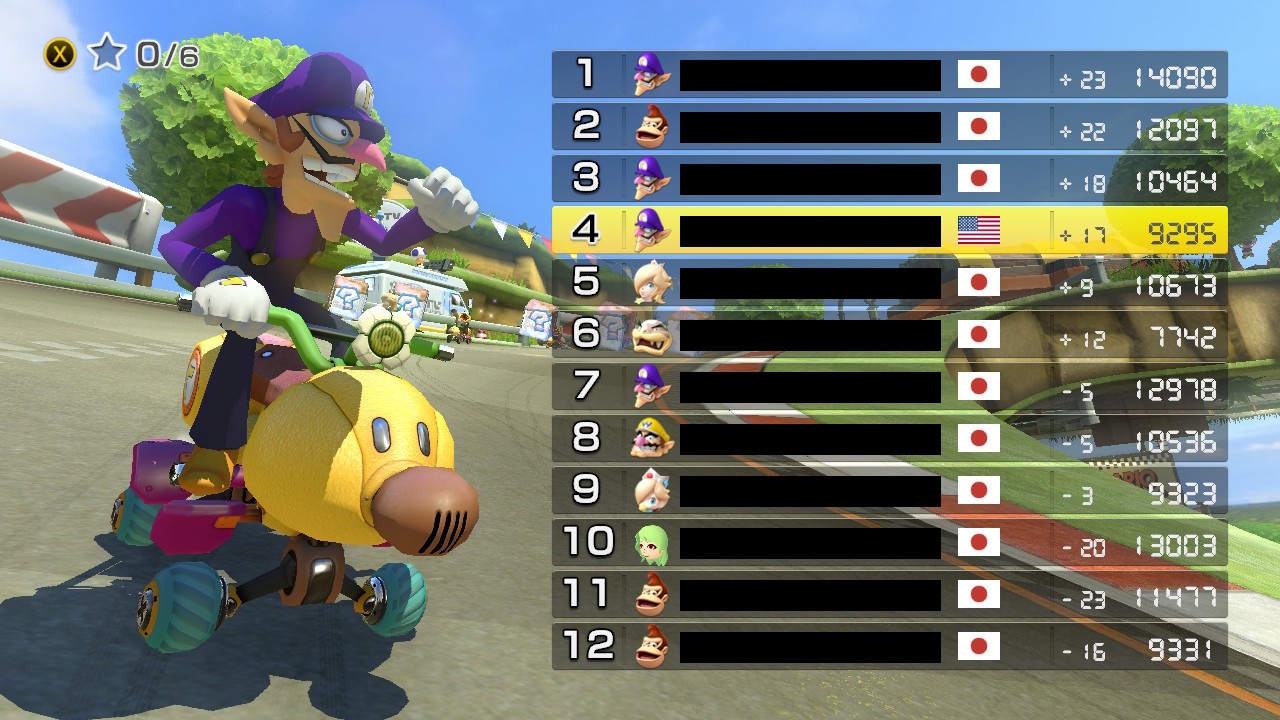 X 0/6
1 + 23 14090
2 + 22 12097
3 + 18 10464
4 + 17 9295
5 + 9 10673
6 + 12 7742
7 - 5 12978
8 - 5 10536
9 - 3 9323
10 - 20 13003
11 - 23 11477
12 - 16 9331
TV